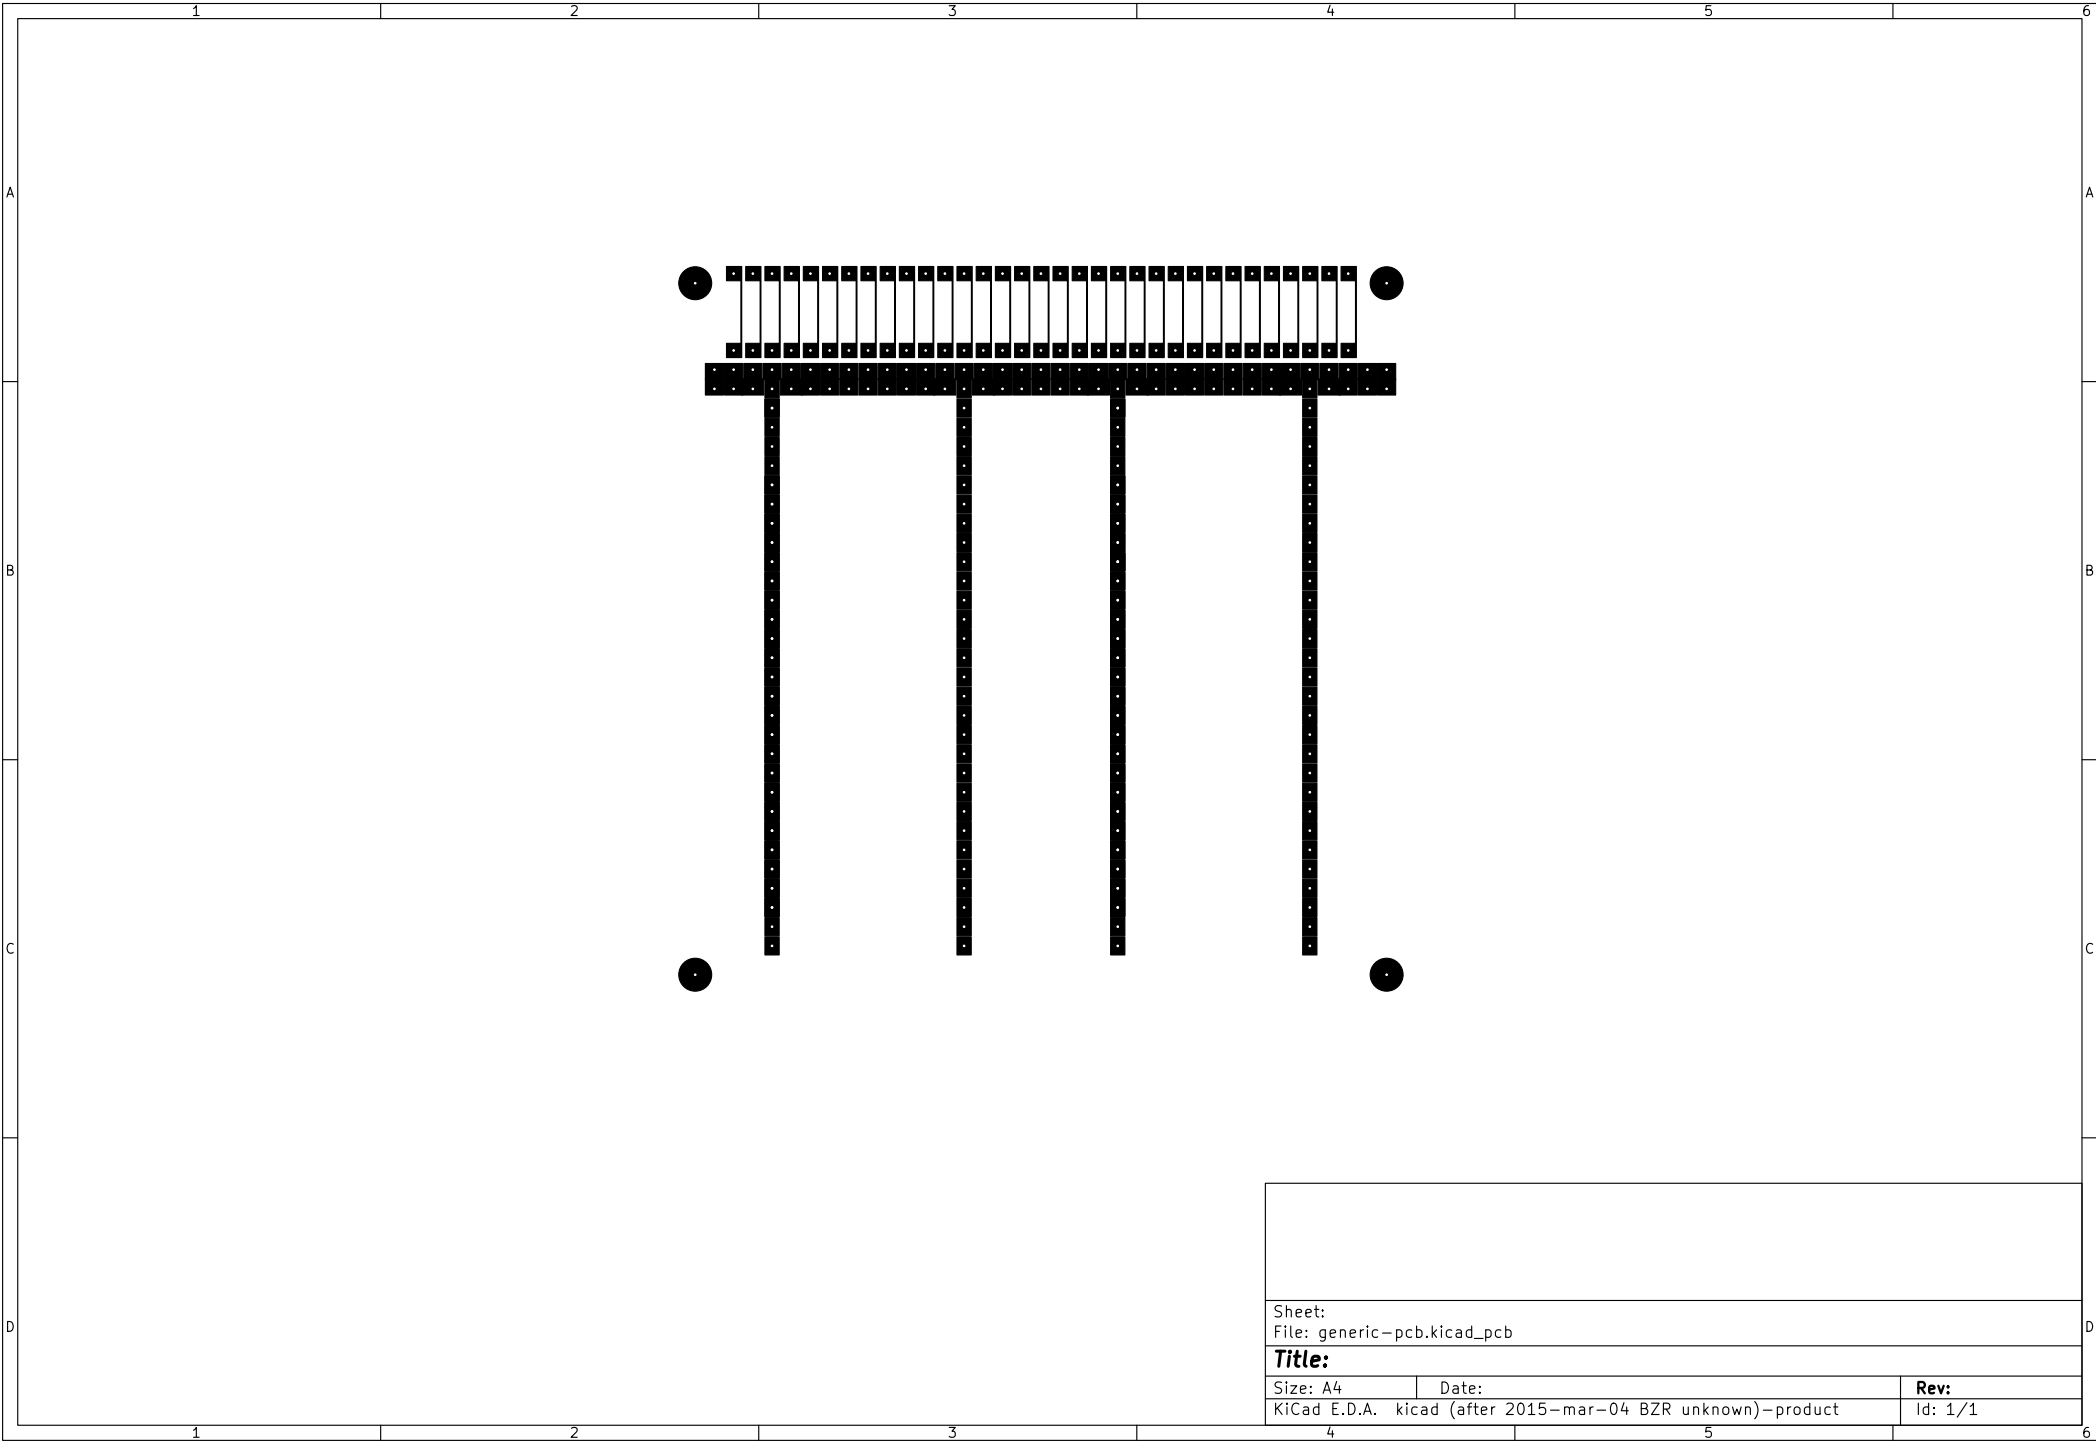 1 2 3 4 5 6
A A
B B
C C
Sheet:
File: generic-pcb.kicad_pcb
D D
Title:
Size: A4 Date: Rev:
KiCad E.D.A. kicad (after 2015-mar-04 BZR unknown)-product Id: 1/1
1 2 3 4 5 6